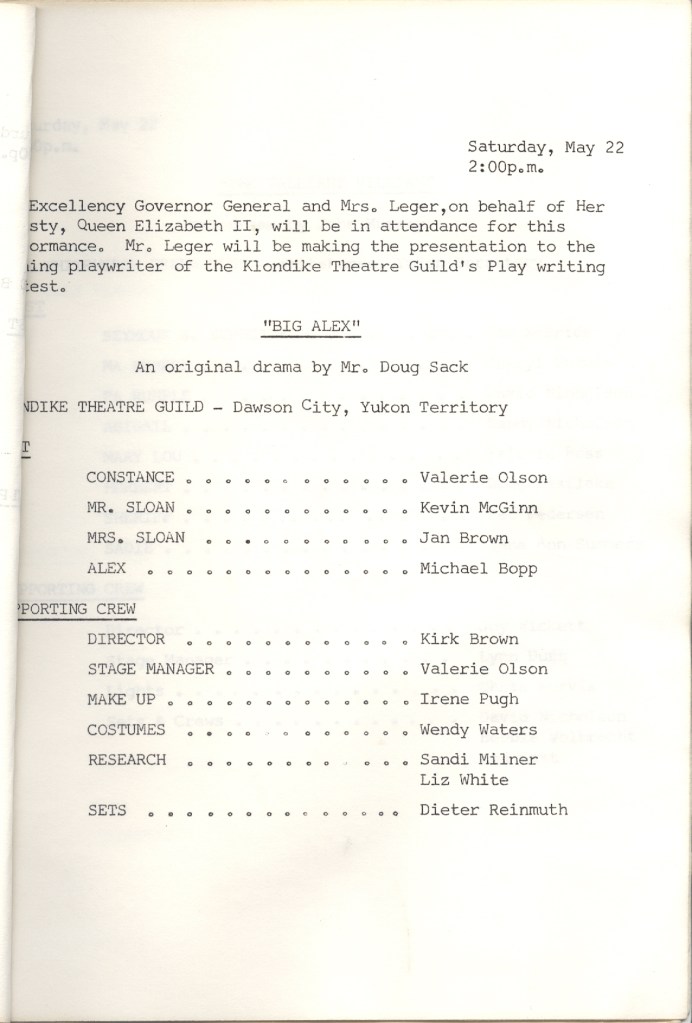 Saturday, May 22
2:00p.m.
Excellency Governor General and Mrs. Leger,on behalf of Her
sty, Queen Elizabeth II, will be in attendance for this
ormance. Mr. Leger will be making the presentation to the
ing playwriter of the Klondike Theatre Guild's Play writing
test.
"BIG ALEX"
An original drama by Mr. Doug Sack
NDIKE THEATRE GUILD - Dawson City, Yukon Territory
T
CONSTANCE . . . . . . . . . . . . Valerie Olson
MR. SLOAN . . . . . . . . . . . . Kevin McGinn
MRS. SLOAN . . . . . . . . . . . Jan Brown
ALEX . . . . . . . . . . . . . . Michael Bopp
PORTING CREW
DIRECTOR . . . . . . . . . . . . Kirk Brown
STAGE MANAGER . . . . . . . . . . Valerie Olson
MAKE UP . . . . . . . . . . . . . Irene Pugh
COSTUMES . . . . . . . . . . . . Wendy Waters
RESEARCH . . . . . . . . . . . . Sandi Milner
Liz White
SETS . . . . . . . . . . . . . . Dieter Reinmuth